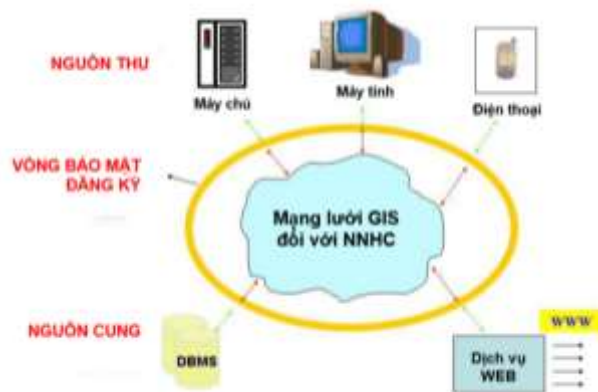 NGUỒN THU
Máy chủ
Máy tính
Điện thoại
VÒNG BẢO MẬT
ĐĂNG KÝ
Mạng lưới GIS
đối với NNHC
NGUỒN CUNG
DBMS
Dịch vụ
WEB
WWW